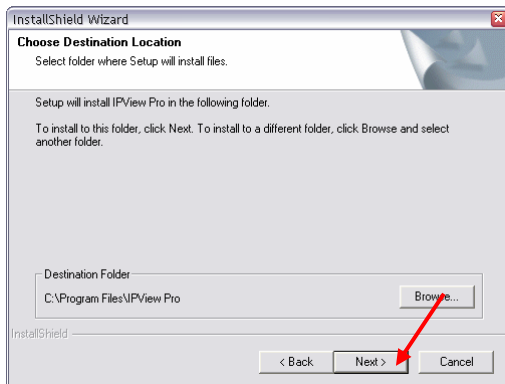 InstallShield Wizard
Choose Destination Location
Select folder where Setup will install files.
Setup will install IPView Pro in the following folder.
To install to this folder, click Next. To install to a different folder, click Browse and select
another folder.
Destination Folder
C:\Program Files\IPView Pro
Browse...
InstallShield
< Back
Next >
Cancel